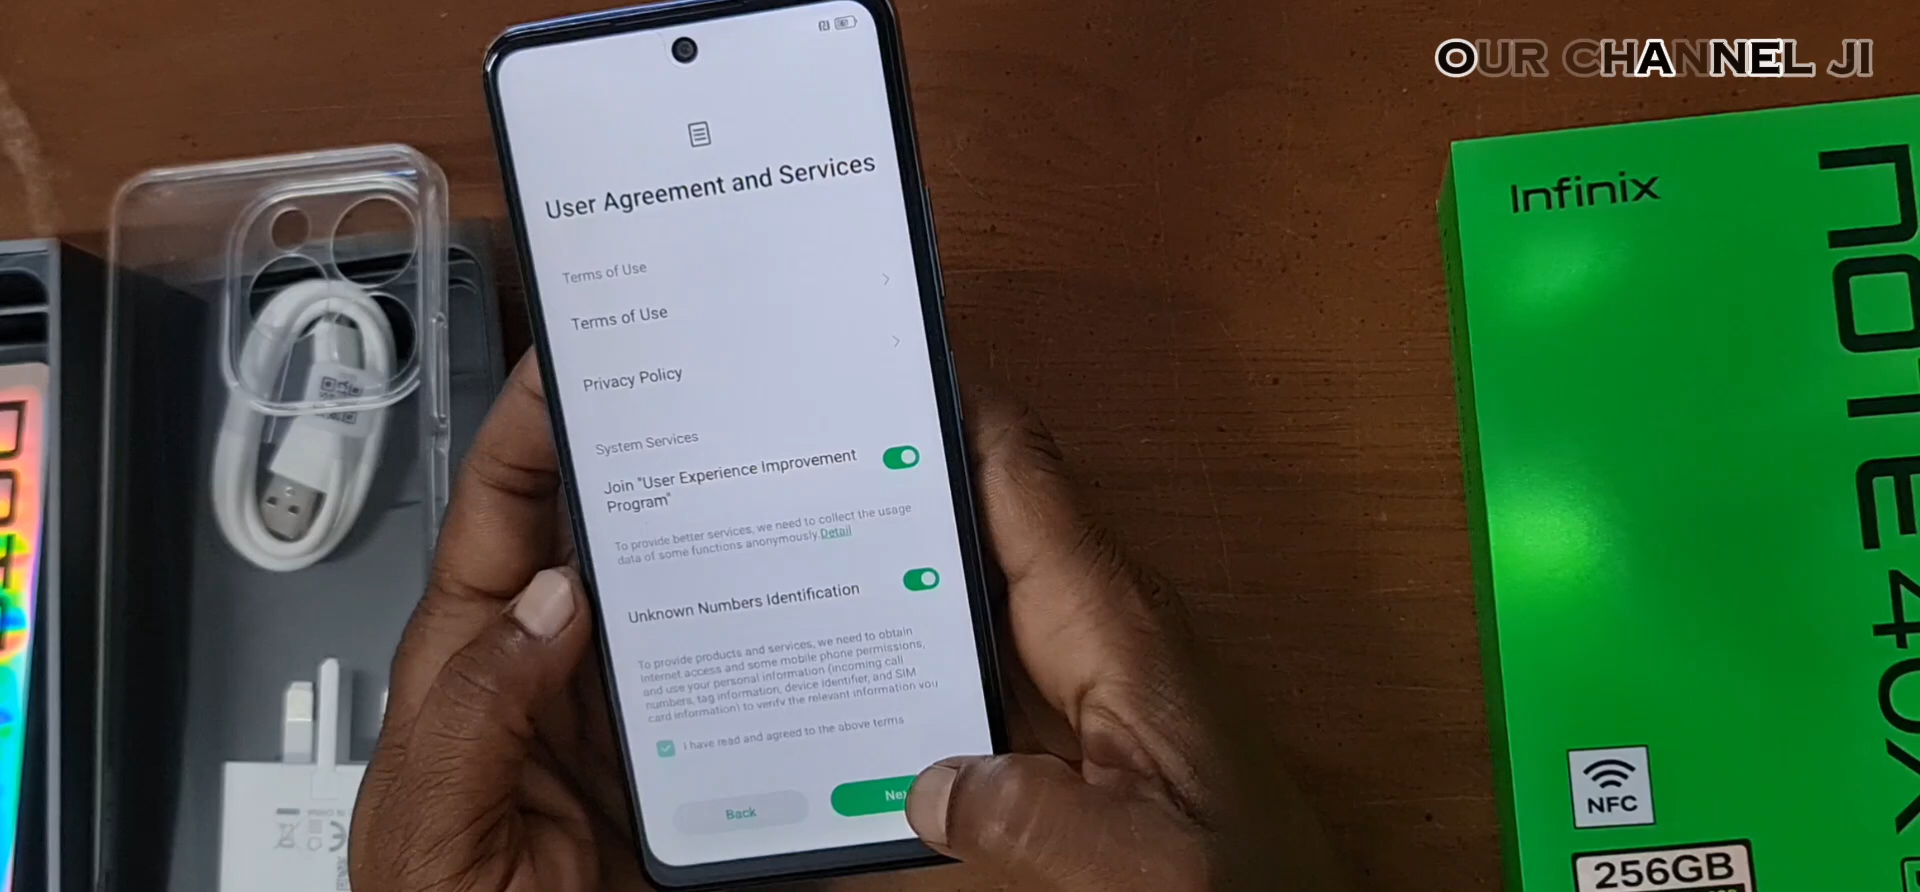 OUR CHANNEL JI
User Agreement and Services
Terms of Use
Terms of Use
Privacy Policy
System Services
Join "User Experience Improvement
Program"
To provide better services, we need to collect the usage
data of some functions anonymously.Detail
Unknown Numbers Identification
To provide products and services, we need to obtain
Internet access and some mobile phone permissions,
and use your personal information (incoming call
numbers, tag information, device identifier, and SIM
card information) to verify the relevant information you
I have read and agreed to the above terms
Back
Nex
Infinix
NOTE 40X
NFC
256GB